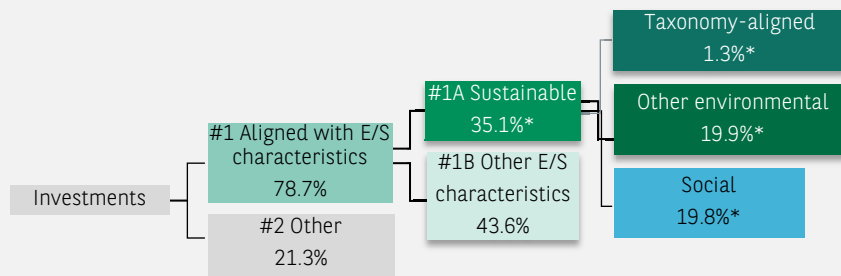 Investments
#1 Aligned with E/S
characteristics
78.7%
#2 Other
21.3%
#1A Sustainable
35.1%*
#1B Other E/S
characteristics
43.6%
Taxonomy-aligned
1.3%*
Other environmental
19.9%*
Social
19.8%*